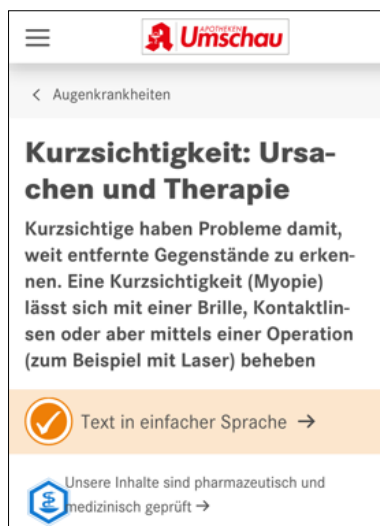 APOTHEKEN
Umschau
Augenkrankheiten
Kurzsichtigkeit: Ursa-
chen und Therapie
Kurzsichtige haben Probleme damit,
weit entfernte Gegenstände zu erken-
nen. Eine Kurzsichtigkeit (Myopie)
lässt sich mit einer Brille, Kontaktlin-
sen oder aber mittels einer Operation
(zum Beispiel mit Laser) beheben
Text in einfacher Sprache →
Unsere Inhalte sind pharmazeutisch und
medizinisch geprüft →